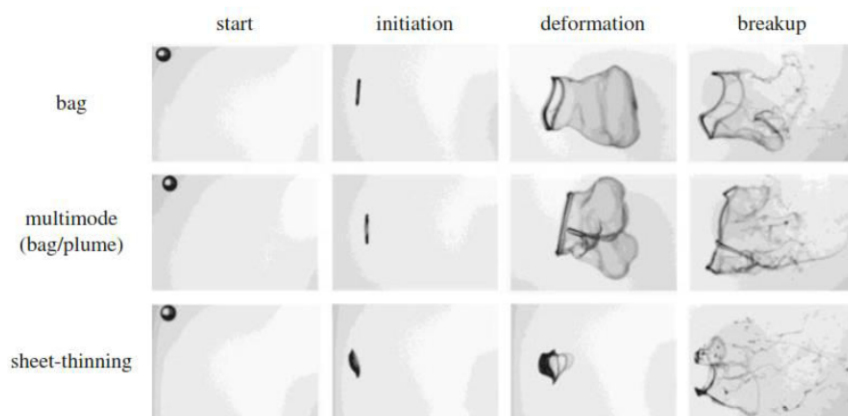 start initiation deformation breakup
bag
multimode
(bag/plume)
sheet-thinning